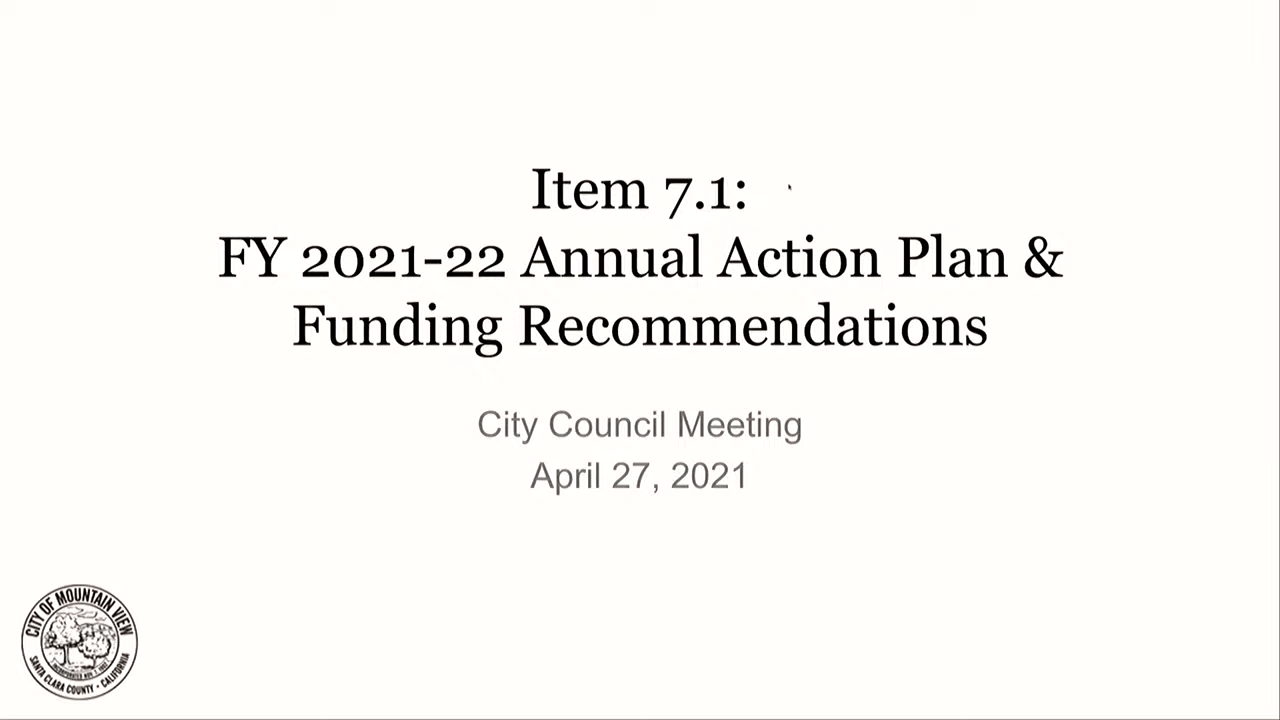 Item 7.1:
FY 2021-22 Annual Action Plan &
Funding Recommendations
City Council Meeting
April 27, 2021
CITY OF MOUNTAIN VIEW
SANTA CLARA COUNTY - CALIFORNIA